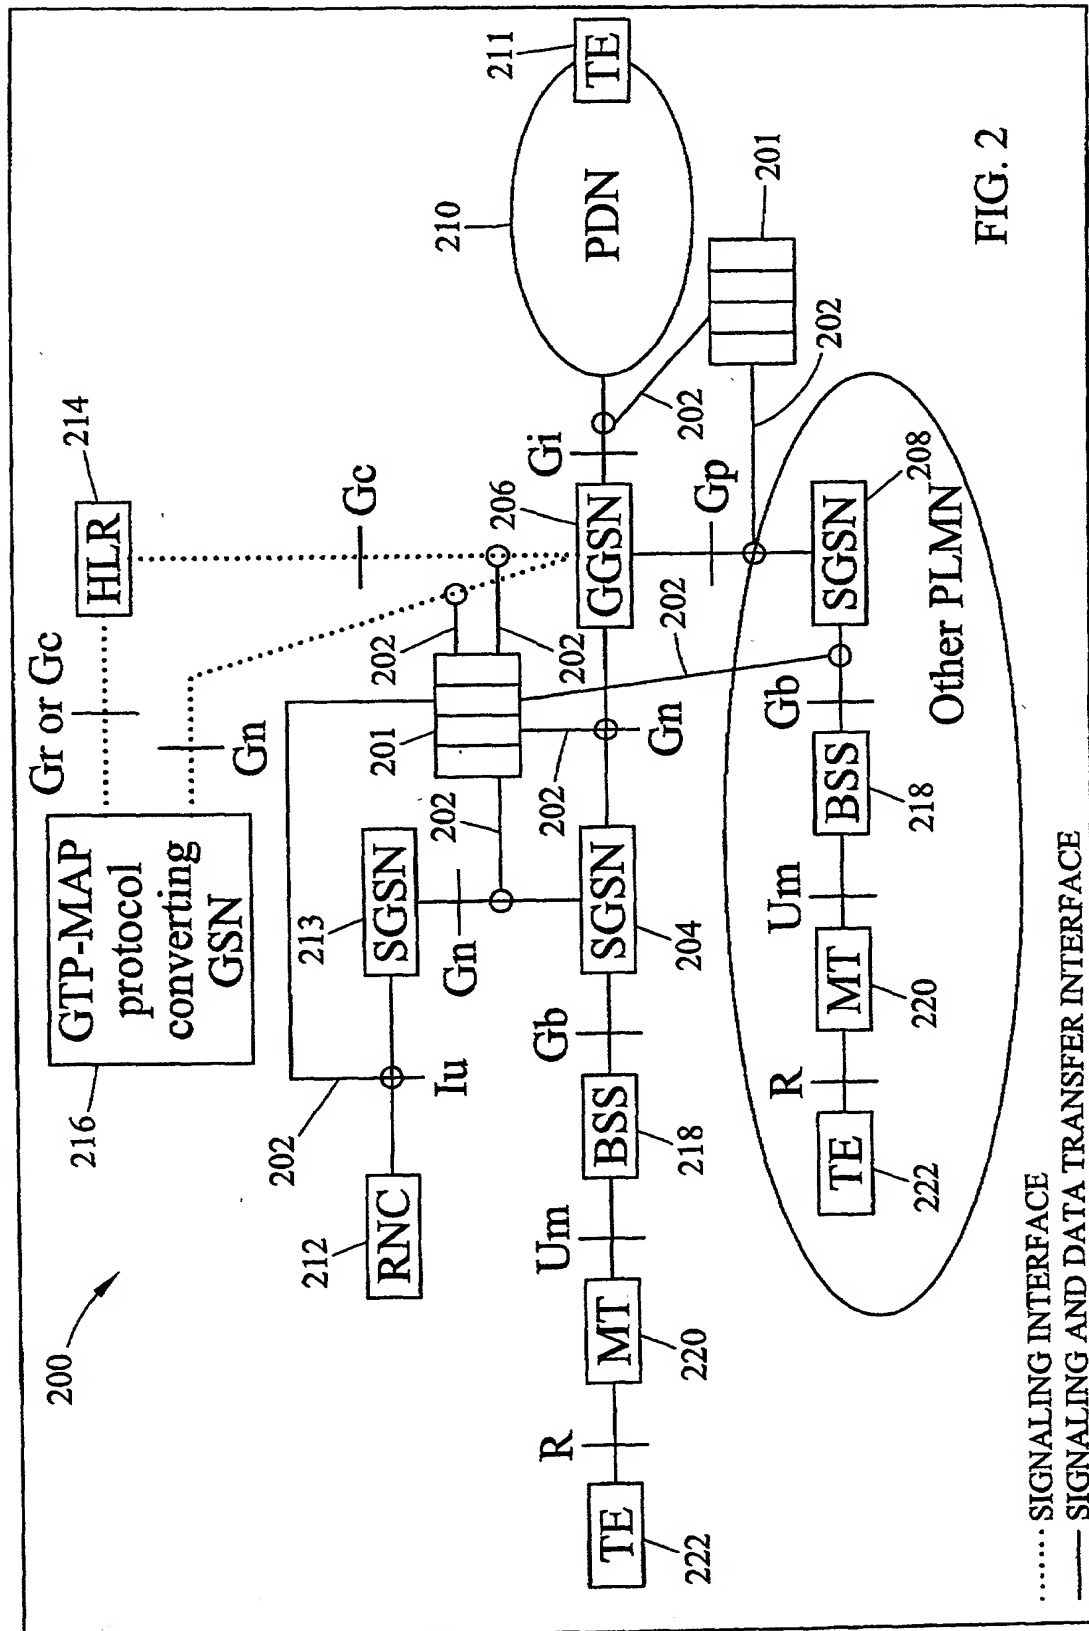 200
216
GTP-MAP
protocol
converting
GSN
Gr or Gc
HLR
214
Gn
202
212
RNC
Iu
213
SGSN
Gn
202
201
202
202
202
Gc
206
Gi
210
211
TE
PDN
R
Um
Gb
TE
MT
BSS
SGSN
Gn
GGSN
222
220
218
204
202
Gp
202
201
202
R
Um
Gb
TE
MT
BSS
SGSN
208
222
220
218
Other PLMN
FIG. 2
SIGNALING INTERFACE
SIGNALING AND DATA TRANSFER INTERFACE